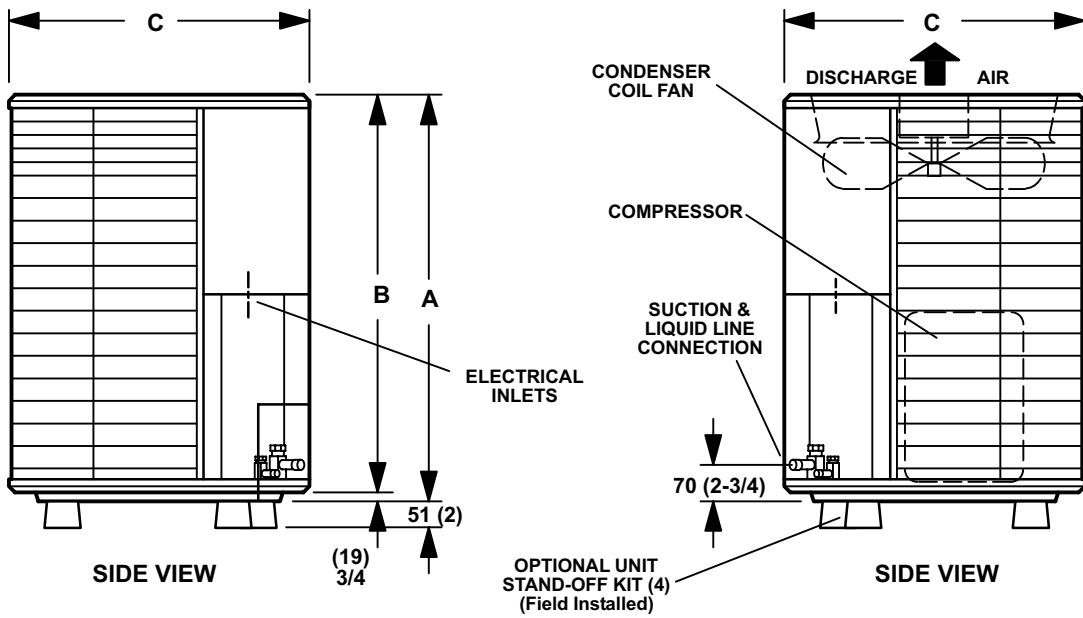 C
B
A
ELECTRICAL
INLETS
51 (2)
(19)
3/4
SIDE VIEW
C
DISCHARGE AIR
CONDENSER
COIL FAN
COMPRESSOR
SUCTION &
LIQUID LINE
CONNECTION
70 (2-3/4)
OPTIONAL UNIT
STAND-OFF KIT (4)
(Field Installed)
SIDE VIEW